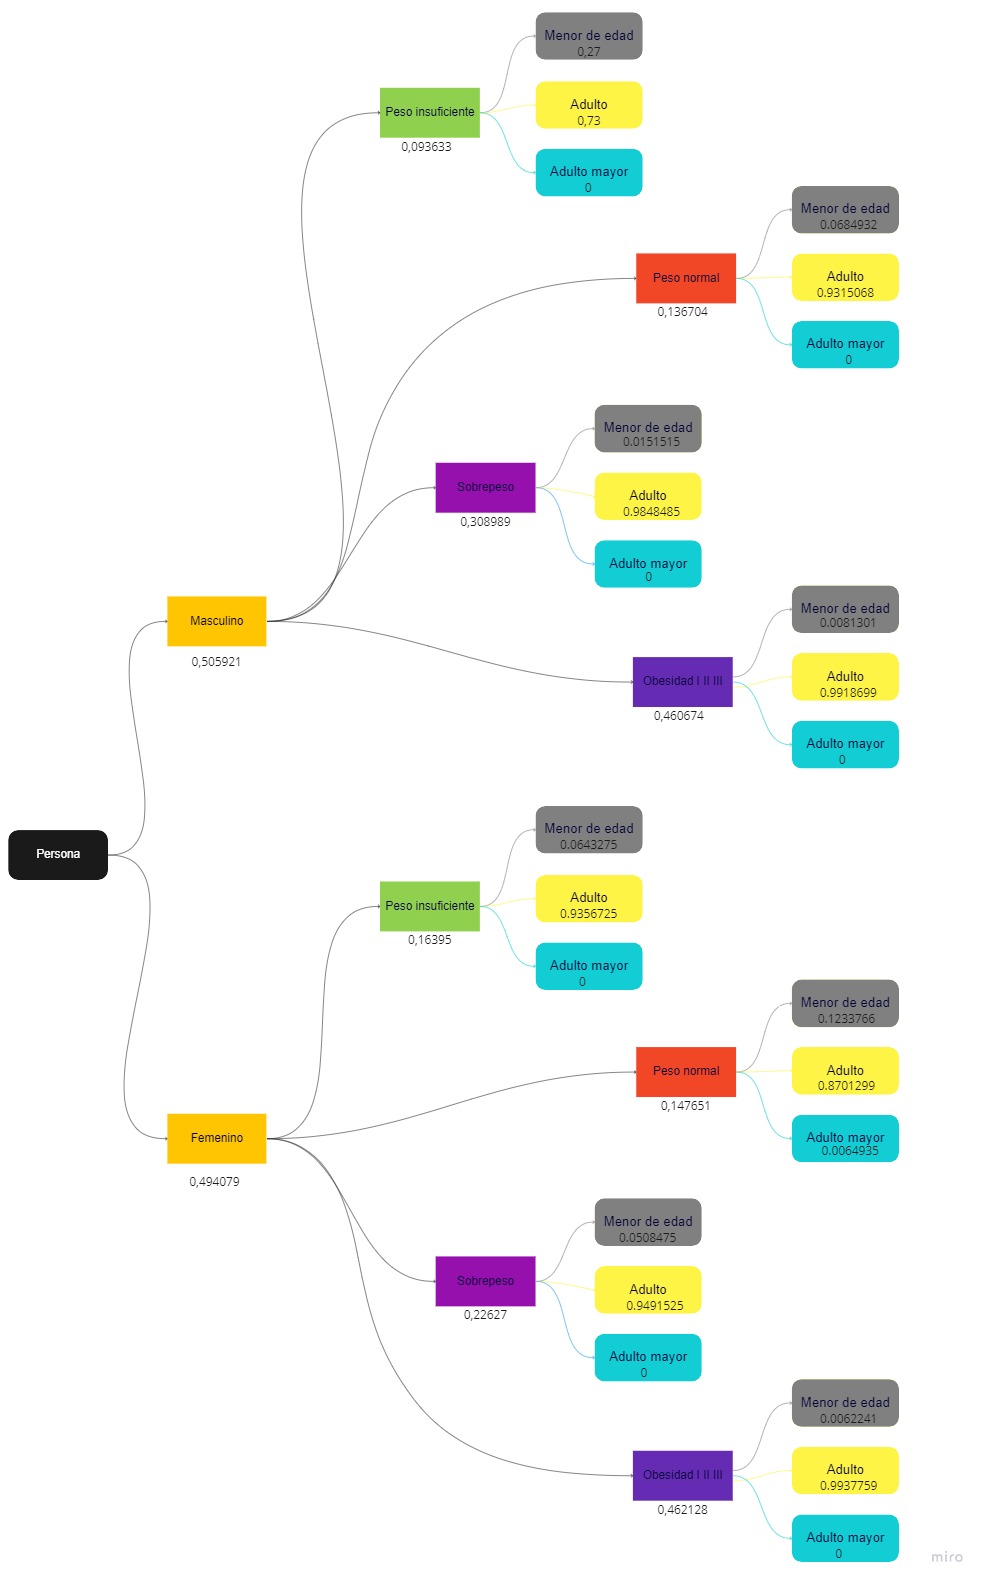 Menor de edad
0,27
Peso insuficiente
0,093633
Adulto
0,73
Adulto mayor
0
Menor de edad
0.0684932
Peso normal
0,136704
Adulto
0.9315068
Adulto mayor
0
Menor de edad
0.0151515
Sobrepeso
0,308989
Adulto
0.9848485
Adulto mayor
0
Masculino
0,505921
Menor de edad
0.0081301
Obesidad I II III
0,460674
Adulto
0.9918699
Adulto mayor
0
Persona
Menor de edad
0.0643275
Peso insuficiente
0,16395
Adulto
0.9356725
Adulto mayor
0
Menor de edad
0.1233766
Peso normal
0,147651
Adulto
0.8701299
Adulto mayor
0.0064935
Femenino
0,494079
Menor de edad
0.0508475
Sobrepeso
0,22627
Adulto
0.9491525
Adulto mayor
0
Menor de edad
0.0062241
Obesidad I II III
0,462128
Adulto
0.9937759
Adulto mayor
0
miro